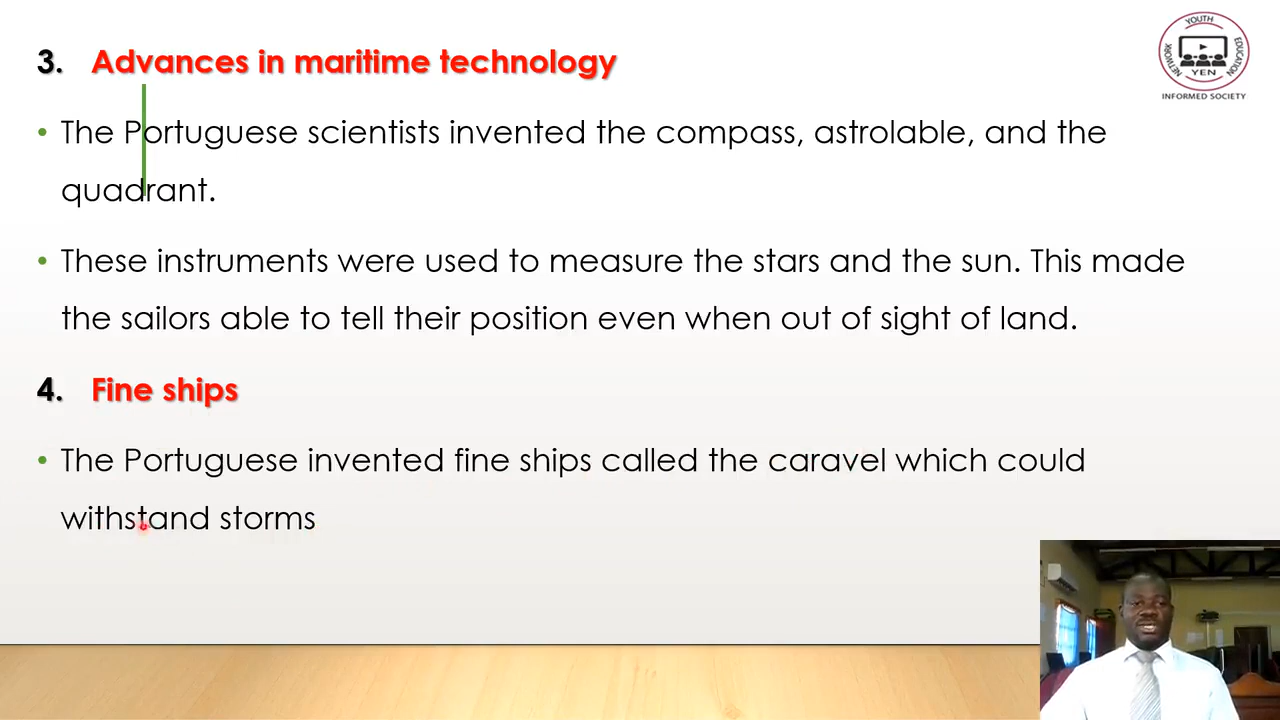 YOUTH
EDUCATION
NETWORK
YEN
INFORMED SOCIETY
3. Advances in maritime technology
• The Portuguese scientists invented the compass, astrolable, and the
quadrant.
• These instruments were used to measure the stars and the sun. This made
the sailors able to tell their position even when out of sight of land.
4. Fine ships
• The Portuguese invented fine ships called the caravel which could
withstand storms